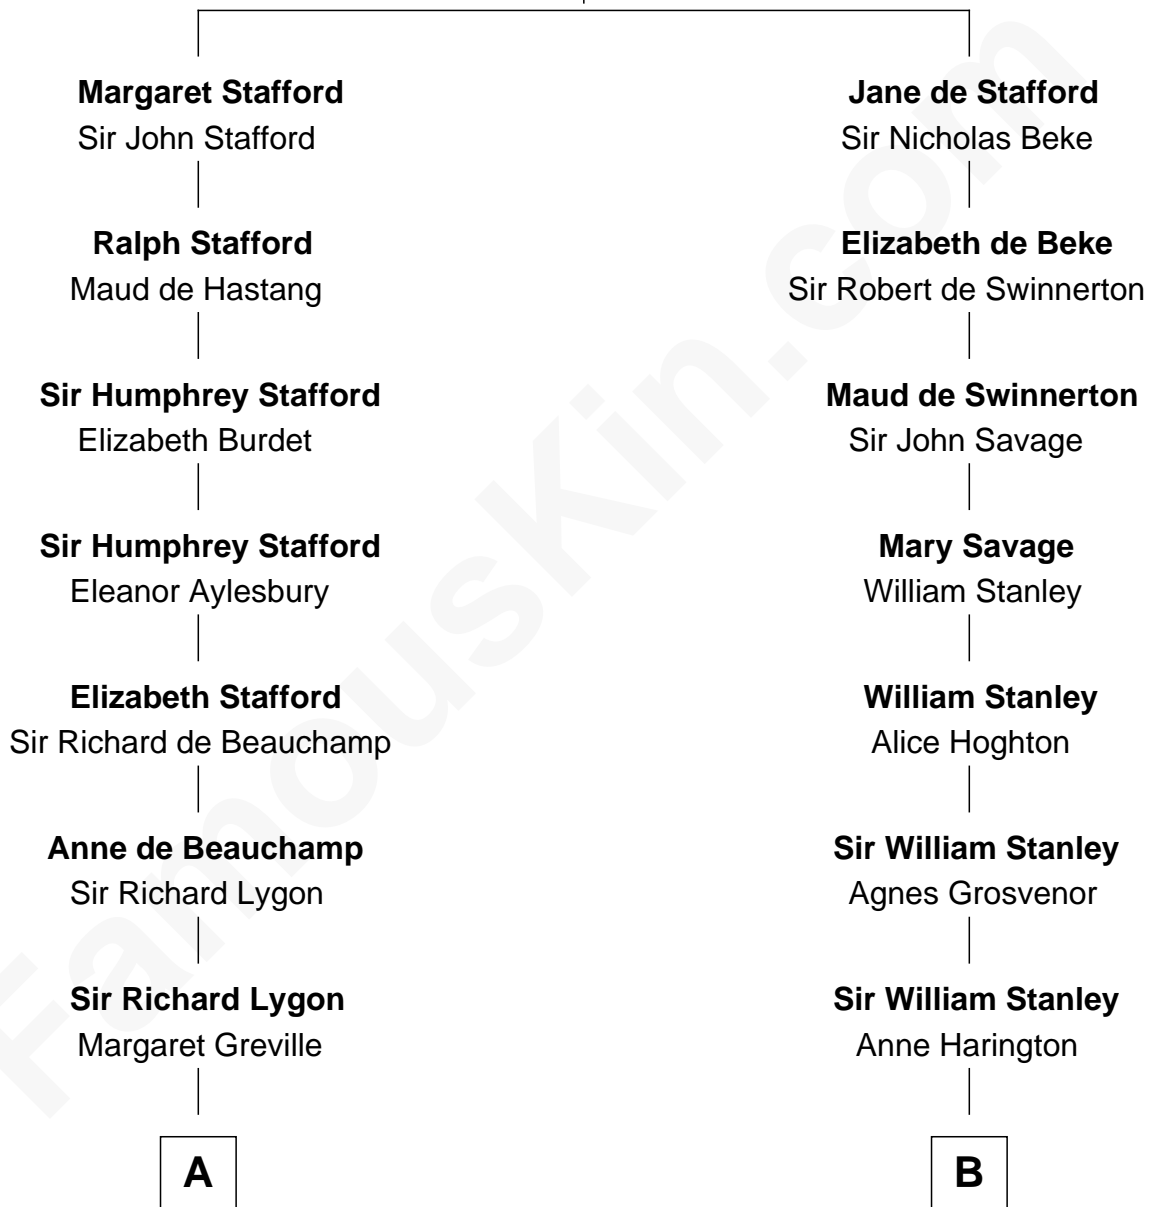 Margaret Stafford
Sir John Stafford
Ralph Stafford
Maud de Hastang
Sir Humphrey Stafford
Elizabeth Burdet
Sir Humphrey Stafford
Eleanor Aylesbury
Elizabeth Stafford
Sir Richard de Beauchamp
Anne de Beauchamp
Sir Richard Lygon
Sir Richard Lygon
Margaret Greville
A
Jane de Stafford
Sir Nicholas Beke
Elizabeth de Beke
Sir Robert de Swinnerton
Maud de Swinnerton
Sir John Savage
Mary Savage
William Stanley
William Stanley
Alice Hoghton
Sir William Stanley
Agnes Grosvenor
Sir William Stanley
Anne Harington
B
FamousKin.com